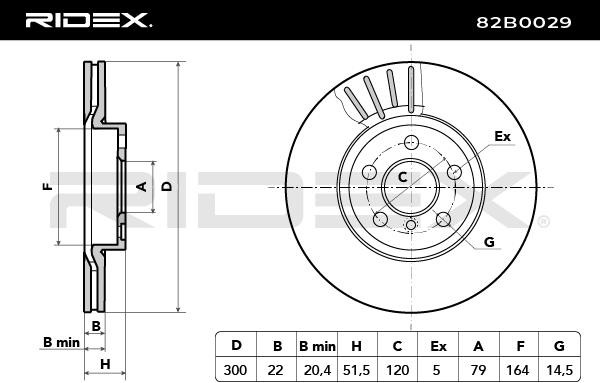 RIDEX.
82B0029
RIDEX®
Ex
C
F
A
D
G
B
B min
H
D B B min H C Ex A F G
300 22 20,4 51,5 120 5 79 164 14,5